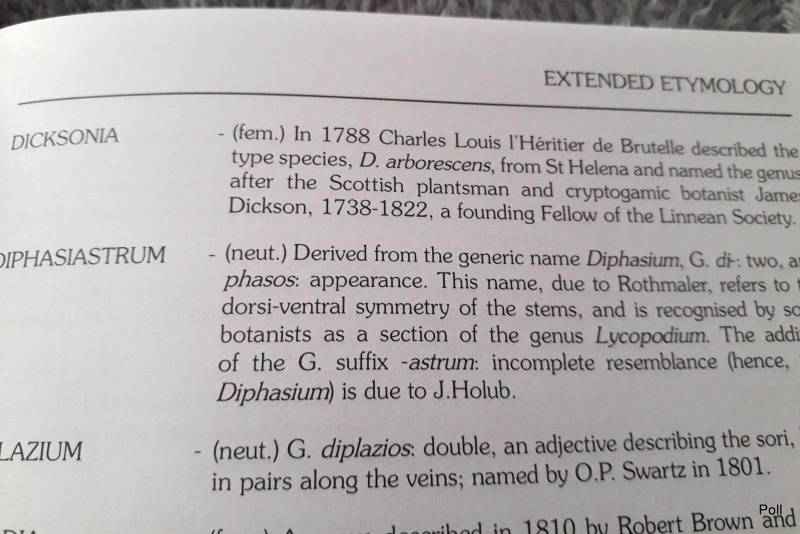 EXTENDED ETYMOLOGY
DICKSONIA - (fem.) In 1788 Charles Louis l'Héritier de Brutelle described the
type species, D. arborescens, from St Helena and named the genus
after the Scottish plantsman and cryptogamic botanist James
Dickson, 1738-1822, a founding Fellow of the Linnean Society.
DIPHASIASTRUM - (neut.) Derived from the generic name Diphasium, G. di-: two,
phasos: appearance. This name, due to Rothmaler, refers to
dorsi-ventral symmetry of the stems, and is recognised by
botanists as a section of the genus Lycopodium. The
of the G. suffix -astrum: incomplete resemblance (hence,
Diphasium) is due to J.Holub.
LAZIUM - (neut.) G. diplazios: double, an adjective describing the sori,
in pairs along the veins; named by O.P. Swartz in 1801.
described in 1810 by Robert Brown and
Poll